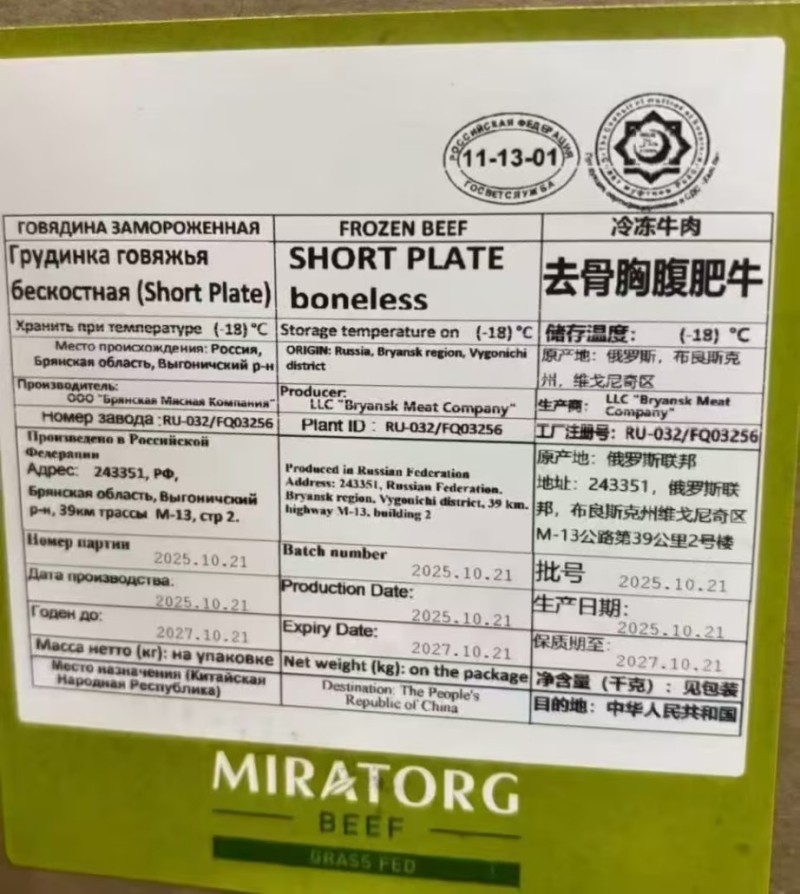 РОССИЙСКАЯ ФЕДЕРАЦИЯ
11-13-01
ГОСВЕТСЛУЖБА
ГОВЯДИНА ЗАМОРОЖЕННАЯ
Грудинка говяжья
бескостная (Short Plate)
Хранить при температуре (-18) °C
Место происхождения: Россия,
Брянская область, Выгоничский р-н
Производитель:
ООО "Брянская Мясная Компания"
Номер завода :RU-032/FQ03256
Произведено в Российской
Федерации
Адрес: 243351, РФ,
Брянская область, Выгоничский
р-н, 39км трассы М-13, стр 2.
Номер партии
2025.10.21
Дата производства:
2025.10.21
Годен до:
2027.10.21
Масса нетто (кг): на упаковке
Место назначения (Китайская
Народная Республика)
FROZEN BEEF
SHORT PLATE
boneless
Storage temperature on (-18) °C
ORIGIN: Russia, Bryansk region, Vygonichi
district
Producer:
LLC "Bryansk Meat Company"
Plant ID : RU-032/FQ03256
Produced in Russian Federation
Address: 243351, Russian Federation,
Bryansk region, Vygonichi district, 39 km.
highway M-13, building 2
Batch number
2025.10.21
Production Date:
2025.10.21
Expiry Date:
2027.10.21
Net weight (kg): on the package
Destination: The People's
Republic of China
冷冻牛肉
去骨胸腹肥牛
储存温度: (-18) °C
原产地：俄罗斯，布良斯克
州，维戈尼奇区
生产商： LLC "Bryansk Meat
Company"
工厂注册号: RU-032/FQ03256
原产地：俄罗斯联邦
地址：243351，俄罗斯联
邦，布良斯克州维戈尼奇区
M-13公路第39公里2号楼
批号
2025.10.21
生产日期:
2025.10.21
保质期至:
2027.10.21
净含量（千克）：见包装
目的地：中华人民共和国
MIRATORG
BEEF
GRASS FED